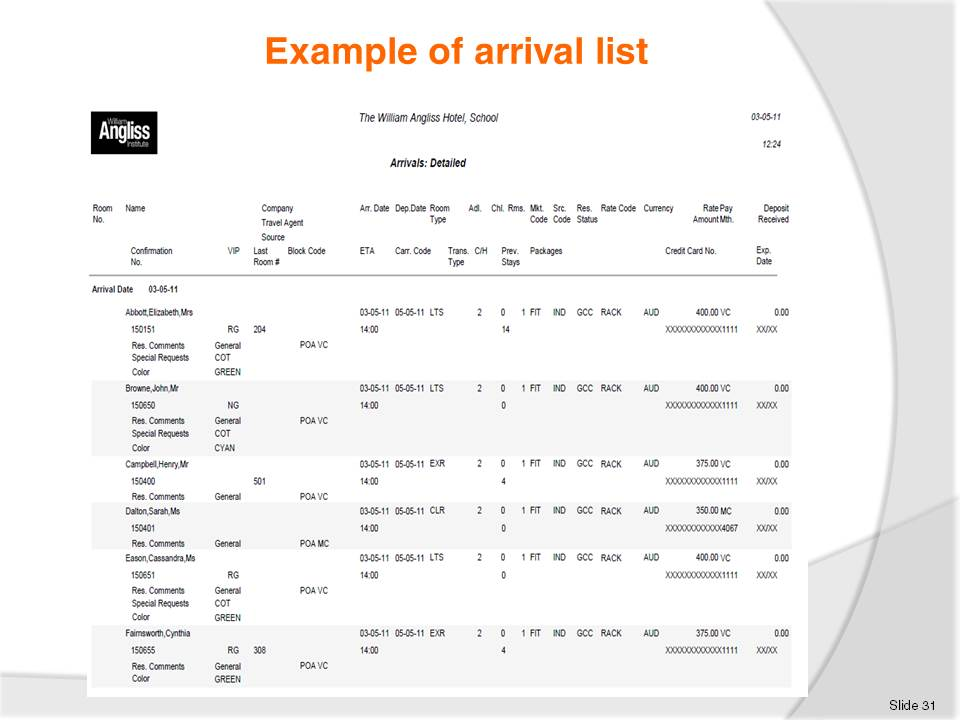 Example of arrival list
William
Angliss
Institute
The William Angliss Hotel, School 03-05-11
12:24
Arrivals: Detailed
Room Name Company Arr. Date Dep.Date Room Adl. Chl. Rms. Mkt. Src. Res. Rate Code Currency Rate Pay Deposit
No. Travel Agent Type Code Code Status Amount Mth. Received
Source
Confirmation VIP Last Block Code ETA Carr. Code Trans. C/H Prev. Packages Credit Card No. Exp.
No. Room # Type Stays Date
Arrival Date 03-05-11
Abbott,Elizabeth,Mrs 03-05-11 05-05-11 LTS 2 0 1 FIT IND GCC RACK AUD 400.00 VC 0.00
150151 RG 204 14:00 14 XXXXXXXXXXXX1111 XX/XX
Res. Comments General POA VC
Special Requests COT
Color GREEN
Browne,John,Mr 03-05-11 05-05-11 LTS 2 0 1 FIT IND GCC RACK AUD 400.00 VC 0.00
150650 NG 14:00 0 XXXXXXXXXXXX1111 XX/XX
Res. Comments General POA VC
Special Requests COT
Color CYAN
Campbell,Henry,Mr 03-05-11 05-05-11 EXR 2 0 1 FIT IND GCC RACK AUD 375.00 VC 0.00
150400 501 14:00 4 XXXXXXXXXXXX1111 XX/XX
Res. Comments General POA VC
Dalton,Sarah,Ms 03-05-11 05-05-11 CLR 2 0 1 FIT IND GCC RACK AUD 350.00 MC 0.00
150401 14:00 0 XXXXXXXXXXXX4067 XX/XX
Res. Comments General POA MC
Eason,Cassandra,Ms 03-05-11 05-05-11 LTS 2 0 1 FIT IND GCC RACK AUD 400.00 VC 0.00
150651 RG 14:00 0 XXXXXXXXXXXX1111 XX/XX
Res. Comments General POA VC
Special Requests COT
Color GREEN
Fairnsworth,Cynthia 03-05-11 05-05-11 EXR 2 0 1 FIT IND GCC RACK AUD 375.00 VC 0.00
150655 RG 308 14:00 4 XXXXXXXXXXXX1111 XX/XX
Res. Comments General POA VC
Color GREEN
Slide 31